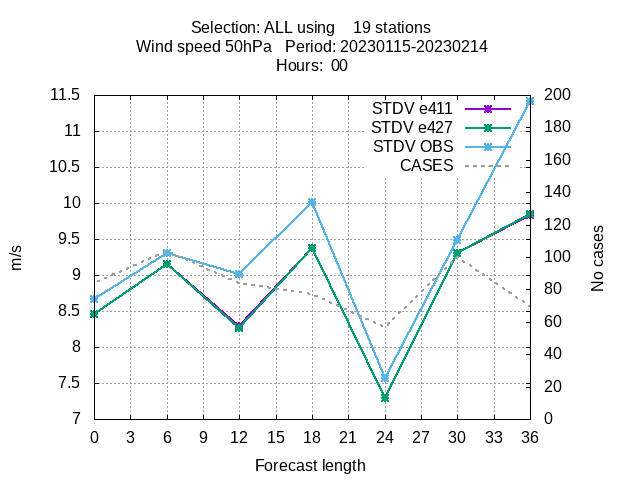 Selection: ALL using    19 stations
Wind speed 50hPa   Period: 20230115-20230214
Hours:  00
11.5
11
10.5
10
9.5
9
8.5
8
7.5
7
m/s
STDV e411
STDV e427
STDV OBS
CASES
200
180
160
140
120
100
80
60
40
20
0
No cases
0 3 6 9 12 15 18 21 24 27 30 33 36
Forecast length